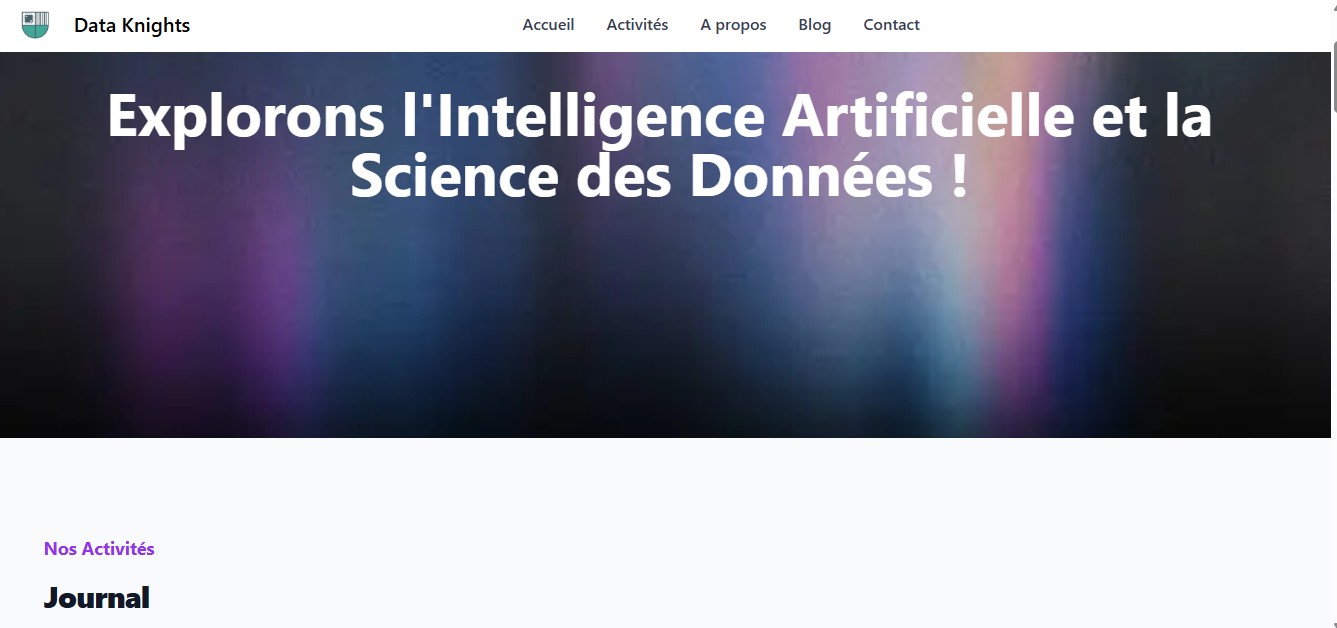 Data Knights
Accueil
Activités
A propos
Blog
Contact
Explorons l'Intelligence Artificielle et la
Science des Données !
Nos Activités
Journal